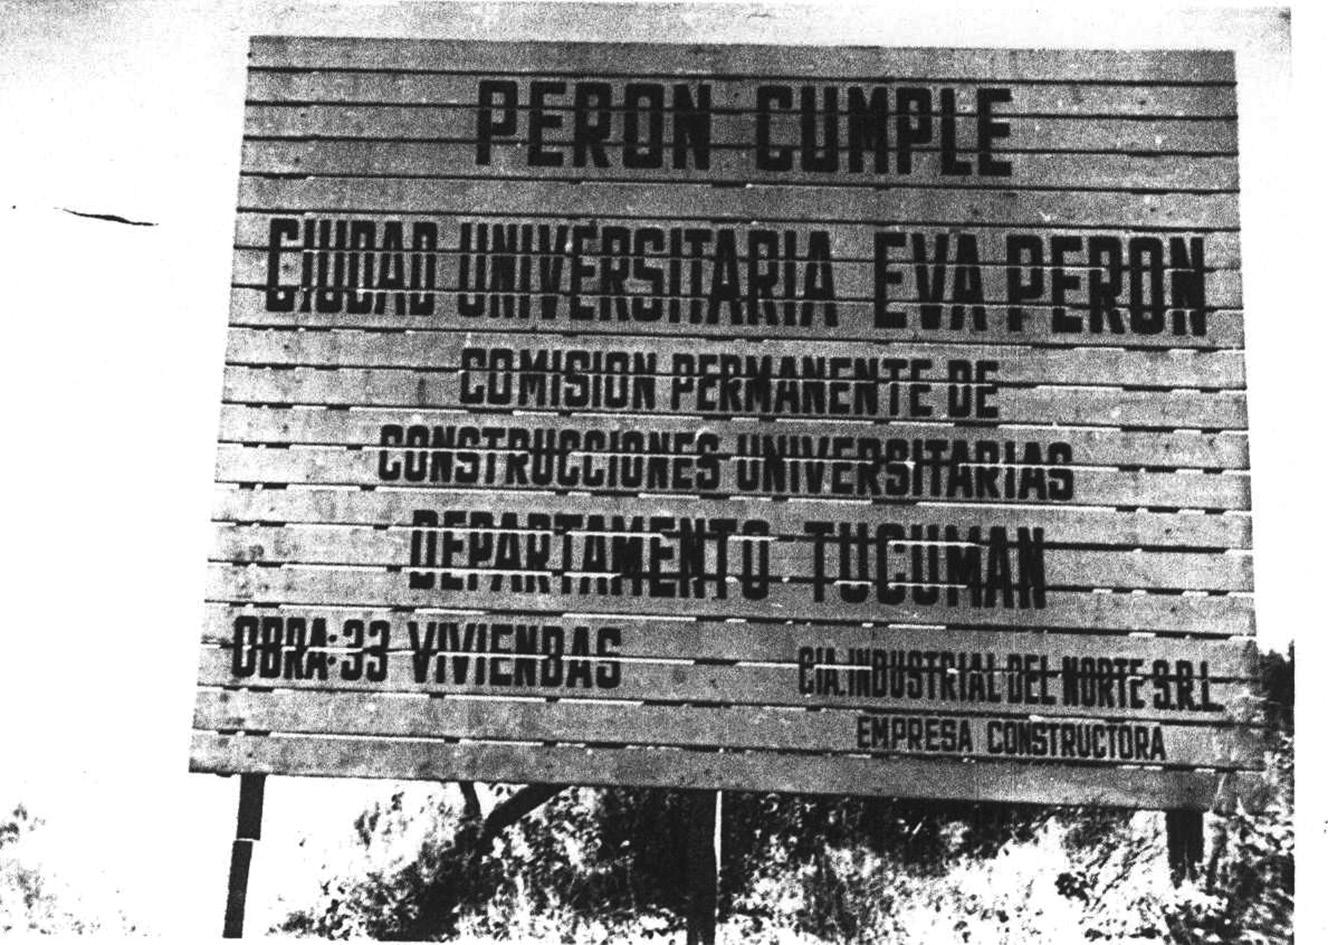 PERON CUMPLE
CIUDAD UNIVERSITARIA EVA PERON
COMISION PERMANENTE DE
CONSTRUCCIONES UNIVERSITARIAS
DEPARTAMENTO TUCUMAN
OBRA: 33 VIVIENDAS
CIA. INDUSTRIAL DEL NORTE S.R.L.
EMPRESA CONSTRUCTORA